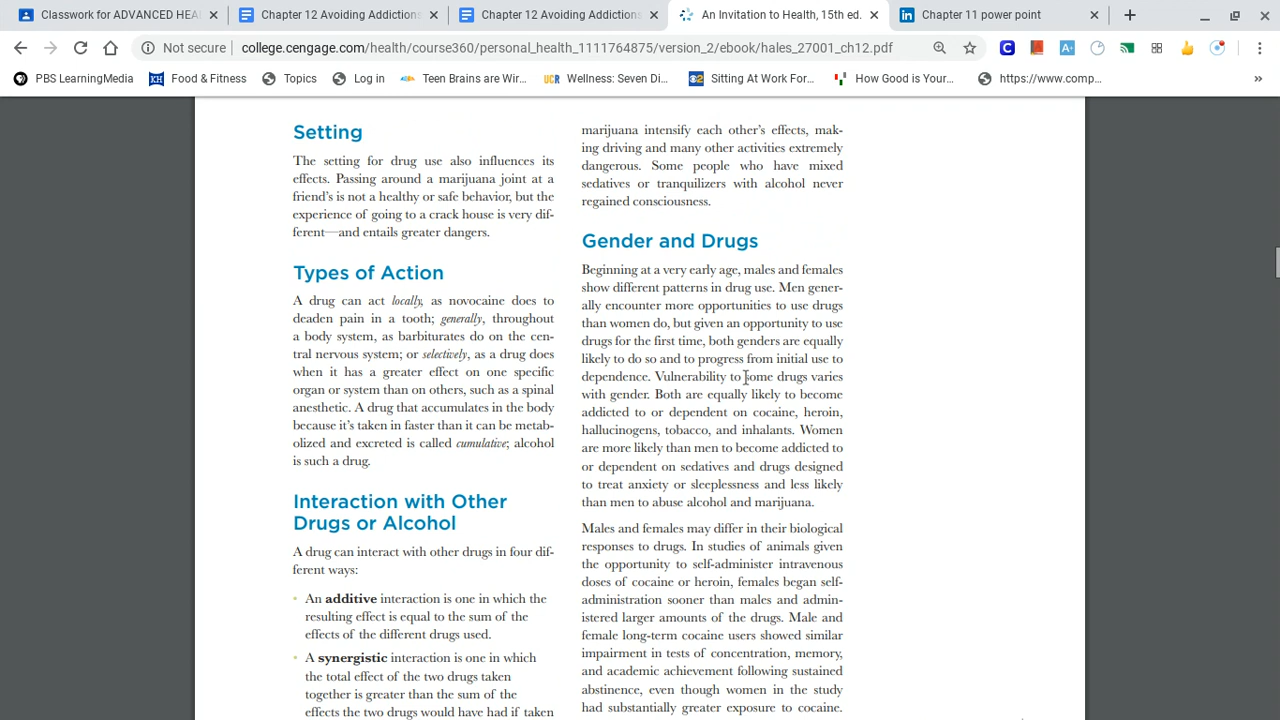 Classwork for ADVANCED HEA
Chapter 12 Avoiding Addictions
Chapter 12 Avoiding Addictions
An Invitation to Health, 15th ed.
Chapter 11 power point
Not secure
college.cengage.com/health/course360/personal_health_1111764875/version_2/ebook/hales_27001_ch12.pdf
PBS LearningMedia
Food & Fitness
Topics
Log in
Teen Brains are Wir...
UCR
Wellness: Seven Di...
Sitting At Work For...
How Good is Your...
https://www.comp...
Setting
The setting for drug use also influences its
effects. Passing around a marijuana joint at a
friend's is not a healthy or safe behavior, but the
experience of going to a crack house is very dif-
ferent—and entails greater dangers.
Types of Action
A drug can act locally, as novocaine does to
deaden pain in a tooth; generally, throughout
a body system, as barbiturates do on the cen-
tral nervous system; or selectively, as a drug does
when it has a greater effect on one specific
organ or system than on others, such as a spinal
anesthetic. A drug that accumulates in the body
because it's taken in faster than it can be metab-
olized and excreted is called cumulative; alcohol
is such a drug.
Interaction with Other
Drugs or Alcohol
A drug can interact with other drugs in four dif-
ferent ways:
• An additive interaction is one in which the
resulting effect is equal to the sum of the
effects of the different drugs used.
• A synergistic interaction is one in which
the total effect of the two drugs taken
together is greater than the sum of the
effects the two drugs would have had if taken
marijuana intensify each other's effects, mak-
ing driving and many other activities extremely
dangerous. Some people who have mixed
sedatives or tranquilizers with alcohol never
regained consciousness.
Gender and Drugs
Beginning at a very early age, males and females
show different patterns in drug use. Men gener-
ally encounter more opportunities to use drugs
than women do, but given an opportunity to use
drugs for the first time, both genders are equally
likely to do so and to progress from initial use to
dependence. Vulnerability to some drugs varies
with gender. Both are equally likely to become
addicted to or dependent on cocaine, heroin,
hallucinogens, tobacco, and inhalants. Women
are more likely than men to become addicted to
or dependent on sedatives and drugs designed
to treat anxiety or sleeplessness and less likely
than men to abuse alcohol and marijuana.
Males and females may differ in their biological
responses to drugs. In studies of animals given
the opportunity to self-administer intravenous
doses of cocaine or heroin, females began self-
administration sooner than males and admin-
istered larger amounts of the drugs. Male and
female long-term cocaine users showed similar
impairment in tests of concentration, memory,
and academic achievement following sustained
abstinence, even though women in the study
had substantially greater exposure to cocaine.